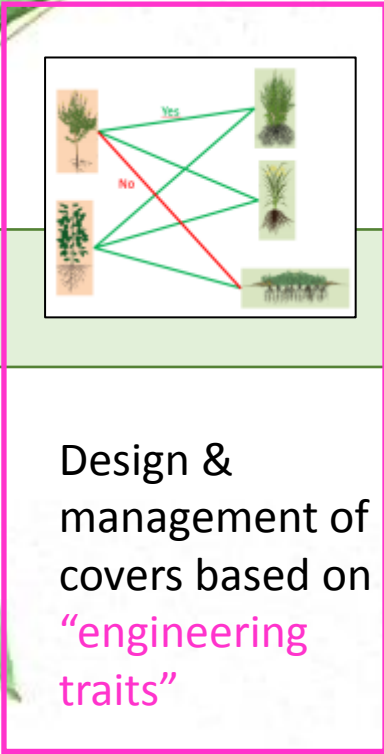 Yes
No
Design &
management of
covers based on
“engineering
traits”